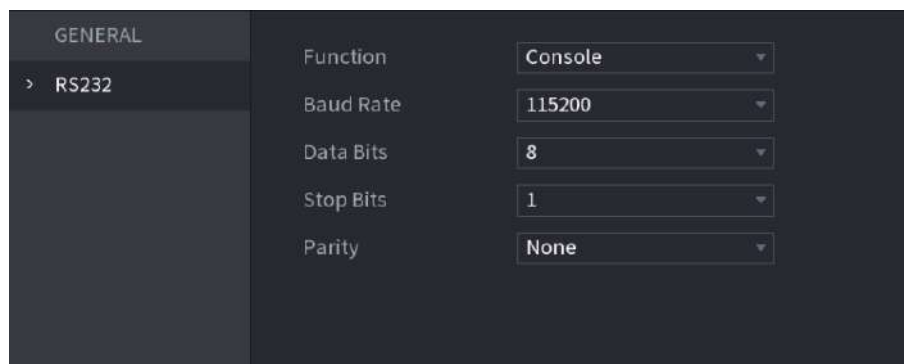 GENERAL
RS232
Function Console
Baud Rate 115200
Data Bits 8
Stop Bits 1
Parity None